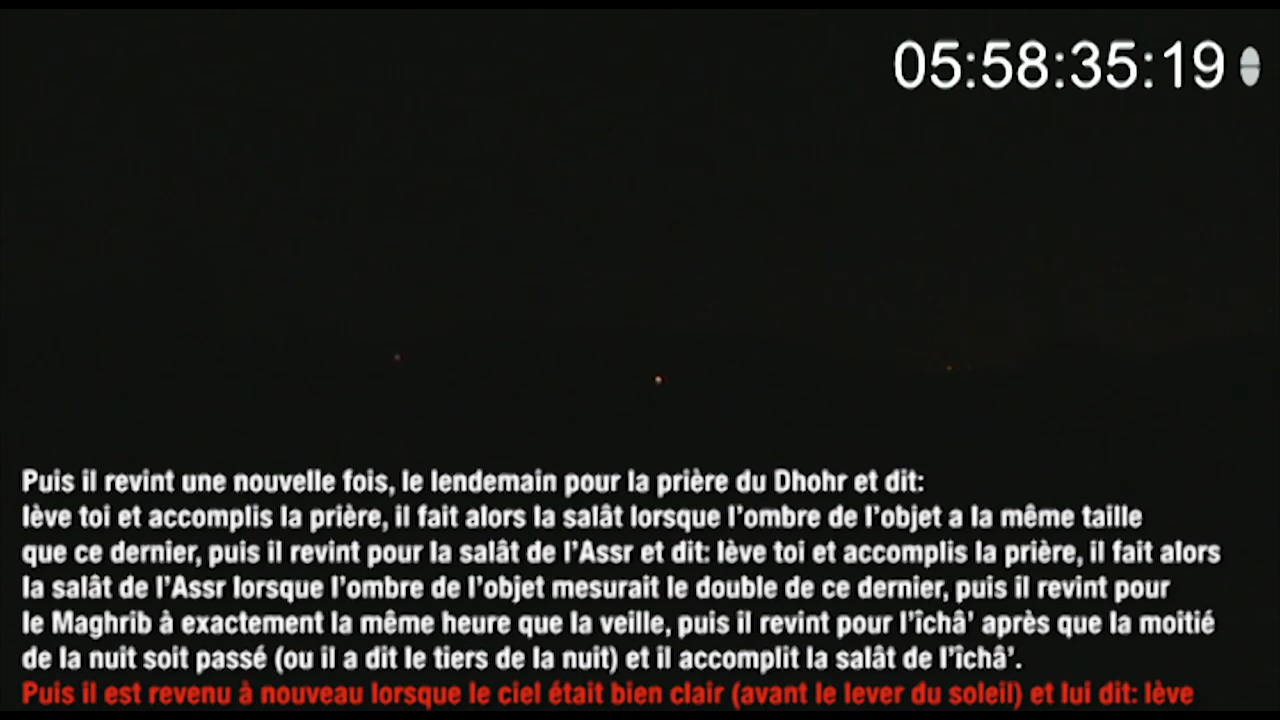 05:58:35:19
Puis il revint une nouvelle fois, le lendemain pour la prière du Dhohr et dit:
lève toi et accomplis la prière, il fait alors la salât lorsque l'ombre de l'objet a la même taille
que ce dernier, puis il revint pour la salât de l'Assr et dit: lève toi et accomplis la prière, il fait alors
la salât de l'Assr lorsque l'ombre de l'objet mesurait le double de ce dernier, puis il revint pour
le Maghrib à exactement la même heure que la veille, puis il revint pour l'îchâ' après que la moitié
de la nuit soit passé (ou il a dit le tiers de la nuit) et il accomplit la salât de l'îchâ'.
Puis il est revenu à nouveau lorsque le ciel était bien clair (avant le lever du soleil) et lui dit: lève